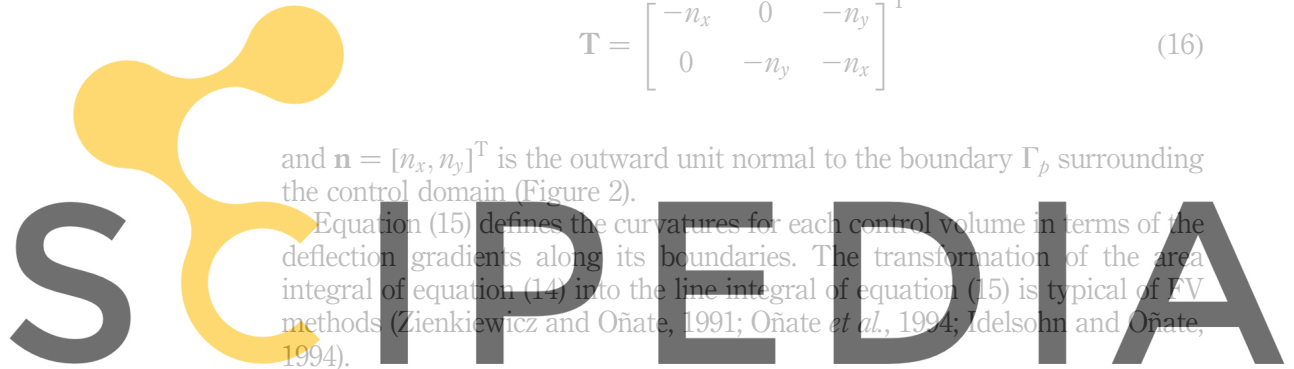 T = [ −n_x 0 −n_y ; 0 −n_y −n_x ]^T (16)
and n = [n_x, n_y]^T is the outward unit normal to the boundary Γ_p surrounding
the control domain (Figure 2).
Equation (15) defines the curvatures for each control volume in terms of the
deflection gradients along its boundaries. The transformation of the area
integral of equation (14) into the line integral of equation (15) is typical of FV
methods (Zienkiewicz and Oñate, 1991; Oñate et al., 1994; Idelsohn and Oñate,
1994).
SCIPEDIA